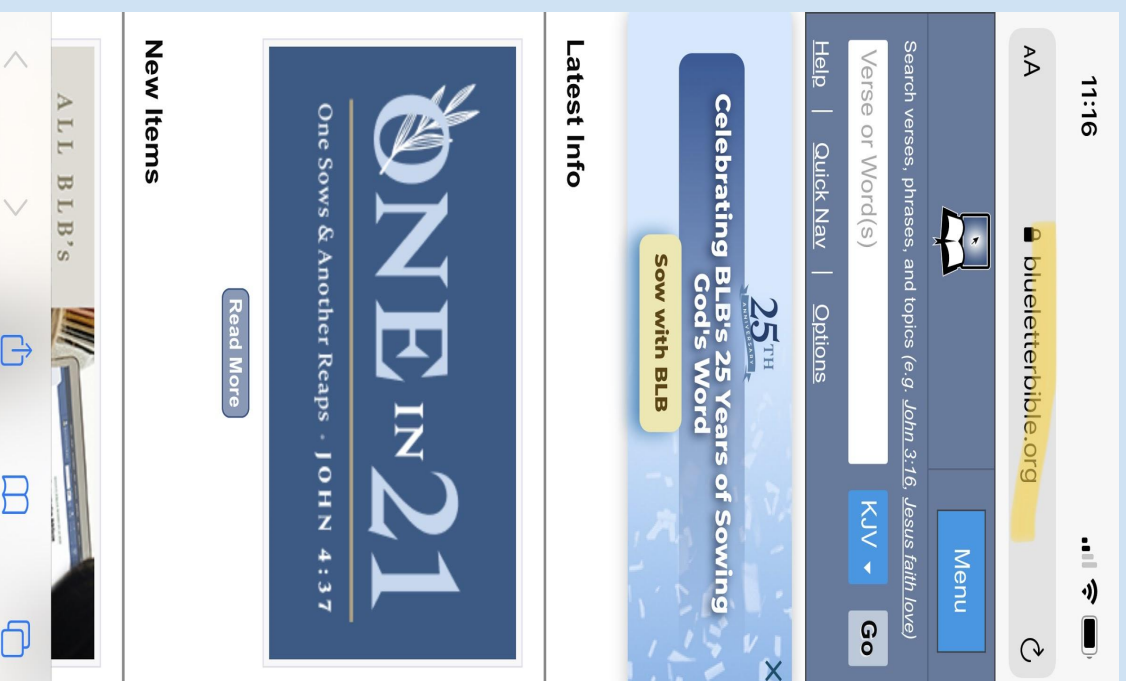 11:16
AA
blueletterbible.org
Menu
Search verses, phrases, and topics (e.g. John 3:16, Jesus faith love)
Verse or Word(s)
KJV
Go
Help | Quick Nav | Options
25TH
ANNIVERSARY
Celebrating BLB's 25 Years of Sowing
God's Word
Sow with BLB
X
Latest Info
ONE IN 21
One Sows & Another Reaps · JOHN 4:37
Read More
New Items
ALL BLB's